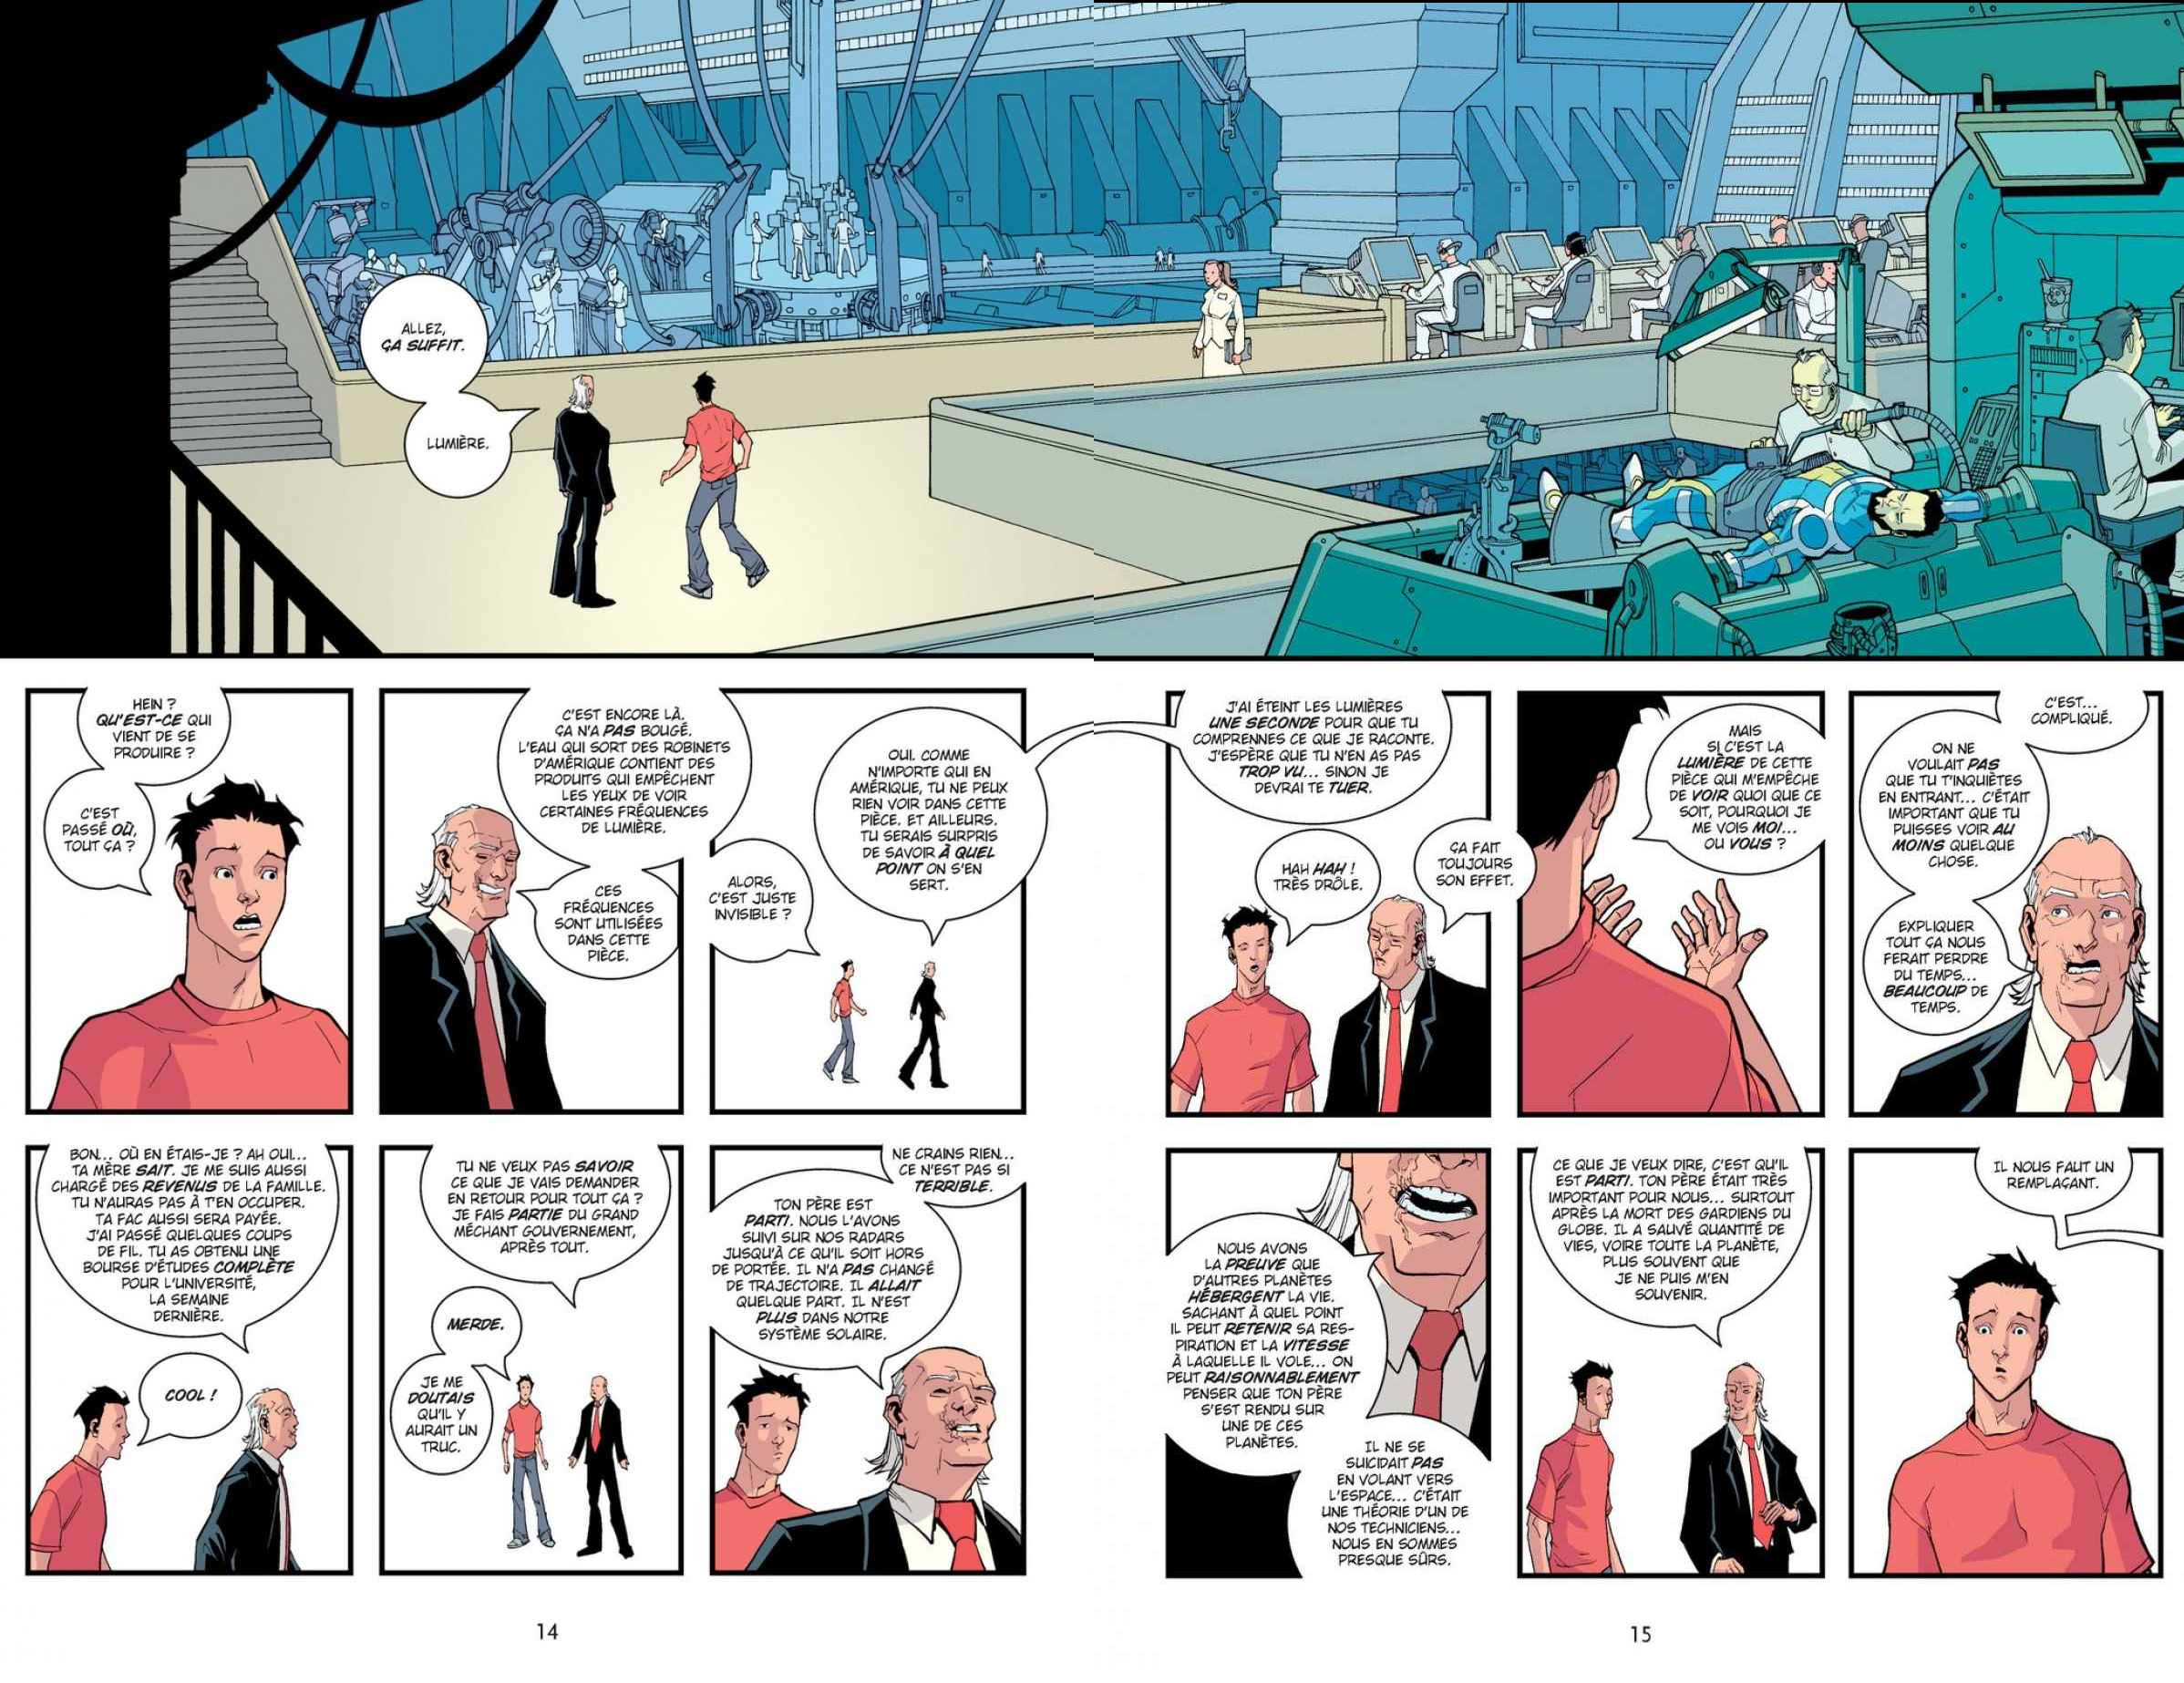 ALLEZ,
ÇA SUFFIT.
LUMIÈRE.
HEIN ?
QU'EST-CE QUI
VIENT DE SE
PRODUIRE ?
C'EST
PASSÉ OÙ,
TOUT ÇA ?
C'EST ENCORE LÀ.
ÇA N'A PAS BOUGÉ.
L'EAU QUI SORT DES ROBINETS
D'AMÉRIQUE CONTIENT DES
PRODUITS QUI EMPÊCHENT
LES YEUX DE VOIR
CERTAINES FRÉQUENCES
DE LUMIÈRE.
CES
FRÉQUENCES
SONT UTILISÉES
DANS CETTE
PIÈCE.
ALORS,
C'EST JUSTE
INVISIBLE ?
OUI. COMME
N'IMPORTE QUI EN
AMÉRIQUE, TU NE PEUX
RIEN VOIR DANS CETTE
PIÈCE. ET AILLEURS.
TU SERAIS SURPRIS
DE SAVOIR À QUEL
POINT ON S'EN
SERT.
BON... OÙ EN ÉTAIS-JE ? AH OUI...
TA MÈRE SAIT. JE ME SUIS AUSSI
CHARGÉ DES REVENUS DE LA FAMILLE.
TU N'AURAS PAS À T'EN OCCUPER.
TA FAC AUSSI SERA PAYÉE.
J'AI PASSÉ QUELQUES COUPS
DE FIL. TU AS OBTENU UNE
BOURSE D'ÉTUDES COMPLÈTE
POUR L'UNIVERSITÉ,
LA SEMAINE
DERNIÈRE.
COOL !
TU NE VEUX PAS SAVOIR
CE QUE JE VAIS DEMANDER
EN RETOUR POUR TOUT ÇA ?
JE FAIS PARTIE DU GRAND
MÉCHANT GOUVERNEMENT,
APRÈS TOUT.
MERDE.
JE ME
DOUTAIS
QU'IL Y
AURAIT UN
TRUC.
NE CRAINS RIEN...
CE N'EST PAS SI
TERRIBLE.
TON PÈRE EST
PARTI. NOUS L'AVONS
SUIVI SUR NOS RADARS
JUSQU'À CE QU'IL SOIT HORS
DE PORTÉE. IL N'A PAS CHANGÉ
DE TRAJECTOIRE. IL ALLAIT
QUELQUE PART. IL N'EST
PLUS DANS NOTRE
SYSTÈME SOLAIRE.
14
J'AI ÉTEINT LES LUMIÈRES
UNE SECONDE POUR QUE TU
COMPRENNES CE QUE JE RACONTE.
J'ESPÈRE QUE TU N'EN AS PAS
TROP VU... SINON JE
DEVRAI TE TUER.
HAH HAH !
TRÈS DRÔLE.
ÇA FAIT
TOUJOURS
SON EFFET.
MAIS
SI C'EST LA
LUMIÈRE DE CETTE
PIÈCE QUI M'EMPÊCHE
DE VOIR QUOI QUE CE
SOIT, POURQUOI JE
ME VOIS MOI...
OU VOUS ?
C'EST...
COMPLIQUÉ.
ON NE
VOULAIT PAS
QUE TU T'INQUIÈTES
EN ENTRANT... C'ÉTAIT
IMPORTANT QUE TU
PUISSES VOIR AU
MOINS QUELQUE
CHOSE.
EXPLIQUER
TOUT ÇA NOUS
FERAIT PERDRE
DU TEMPS...
BEAUCOUP DE
TEMPS.
NOUS AVONS
LA PREUVE QUE
D'AUTRES PLANÈTES
HÉBERGENT LA VIE.
SACHANT À QUEL POINT
IL PEUT RETENIR SA RES-
PIRATION ET LA VITESSE
À LAQUELLE IL VOLE... ON
PEUT RAISONNABLEMENT
PENSER QUE TON PÈRE
S'EST RENDU SUR
UNE DE CES
PLANÈTES.
IL NE SE
SUICIDAIT PAS
EN VOLANT VERS
L'ESPACE... C'ÉTAIT
UNE THÉORIE D'UN DE
NOS TECHNICIENS...
NOUS EN SOMMES
PRESQUE SÛRS.
CE QUE JE VEUX DIRE, C'EST QU'IL
EST PARTI. TON PÈRE ÉTAIT TRÈS
IMPORTANT POUR NOUS... SURTOUT
APRÈS LA MORT DES GARDIENS DU
GLOBE. IL A SAUVÉ QUANTITÉ DE
VIES, VOIRE TOUTE LA PLANÈTE,
PLUS SOUVENT QUE
JE NE PUIS M'EN
SOUVENIR.
IL NOUS FAUT UN
REMPLAÇANT.
15